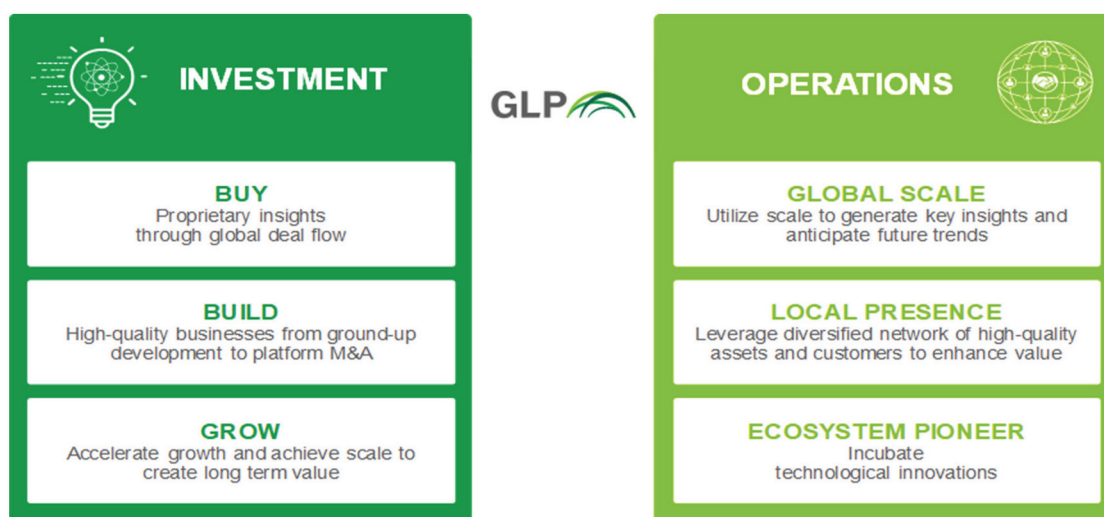 INVESTMENT
BUY
Proprietary insights
through global deal flow
BUILD
High-quality businesses from ground-up
development to platform M&A
GROW
Accelerate growth and achieve scale to
create long term value
GLP
OPERATIONS
GLOBAL SCALE
Utilize scale to generate key insights and
anticipate future trends
LOCAL PRESENCE
Leverage diversified network of high-quality
assets and customers to enhance value
ECOSYSTEM PIONEER
Incubate
technological innovations